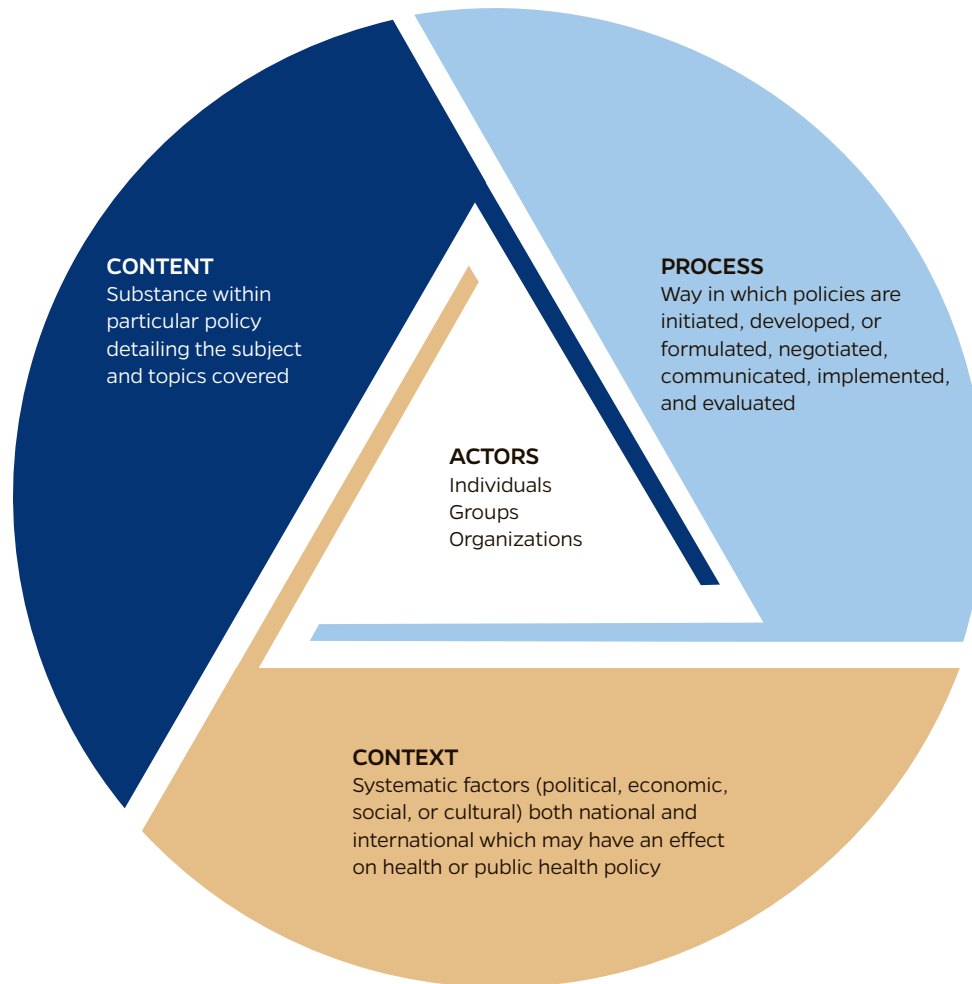 CONTENT
Substance within
particular policy
detailing the subject
and topics covered
PROCESS
Way in which policies are
initiated, developed, or
formulated, negotiated,
communicated, implemented,
and evaluated
ACTORS
Individuals
Groups
Organizations
CONTEXT
Systematic factors (political, economic,
social, or cultural) both national and
international which may have an effect
on health or public health policy